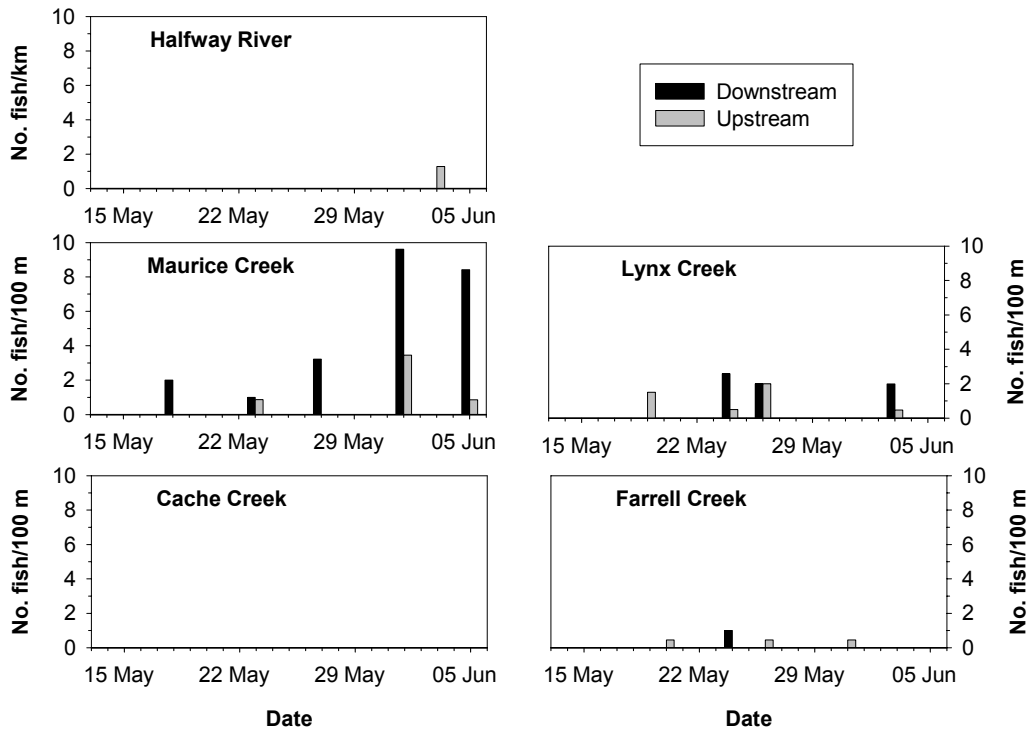 Halfway River
No. fish/km
10
8
6
4
2
0
15 May 22 May 29 May 05 Jun
Downstream
Upstream
Maurice Creek
No. fish/100 m
10
8
6
4
2
0
15 May 22 May 29 May 05 Jun
Lynx Creek
No. fish/100 m
10
8
6
4
2
0
15 May 22 May 29 May 05 Jun
Cache Creek
No. fish/100 m
10
8
6
4
2
0
15 May 22 May 29 May 05 Jun
Date
Farrell Creek
No. fish/100 m
10
8
6
4
2
0
15 May 22 May 29 May 05 Jun
Date